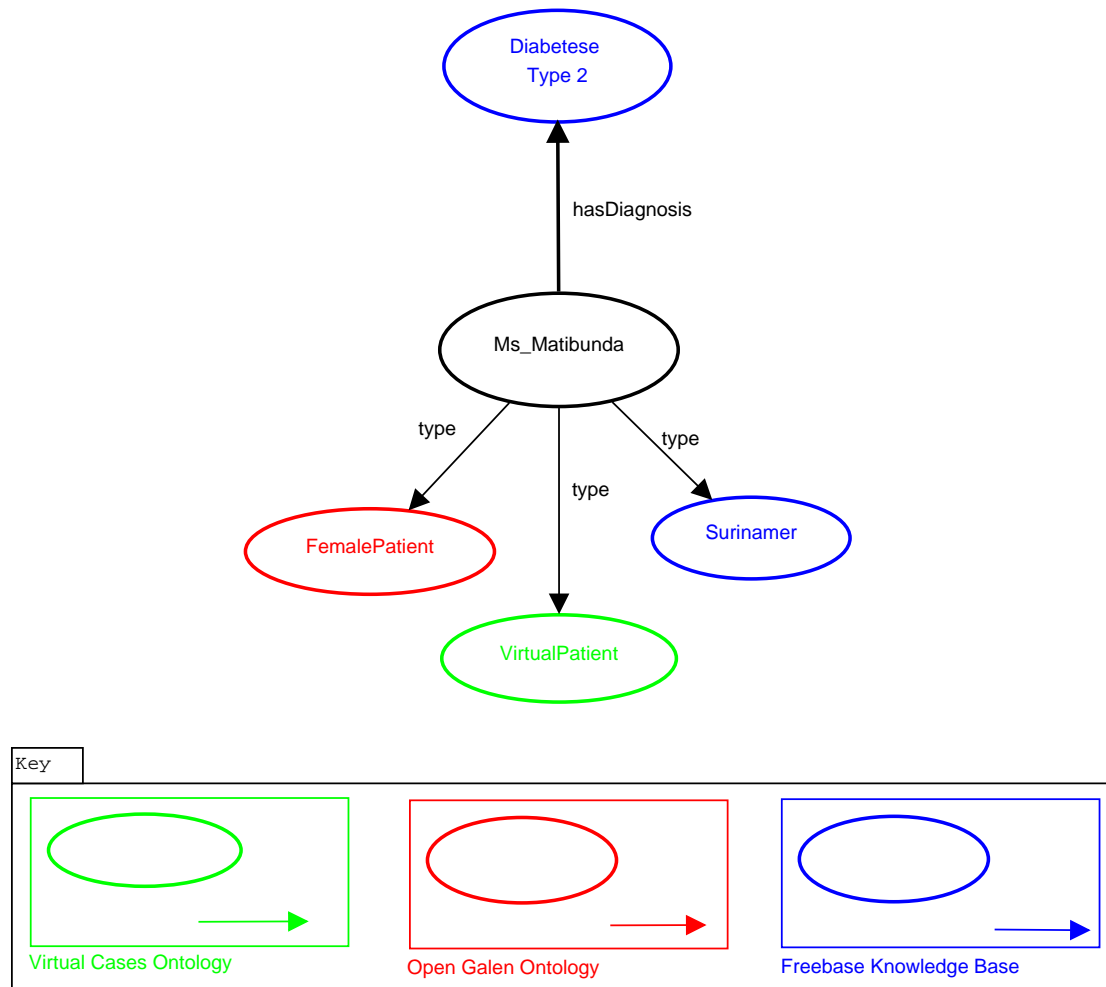 Diabetese
Type 2
hasDiagnosis
Ms_Matibunda
type
type
type
FemalePatient
Surinamer
VirtualPatient
Key
Virtual Cases Ontology
Open Galen Ontology
Freebase Knowledge Base